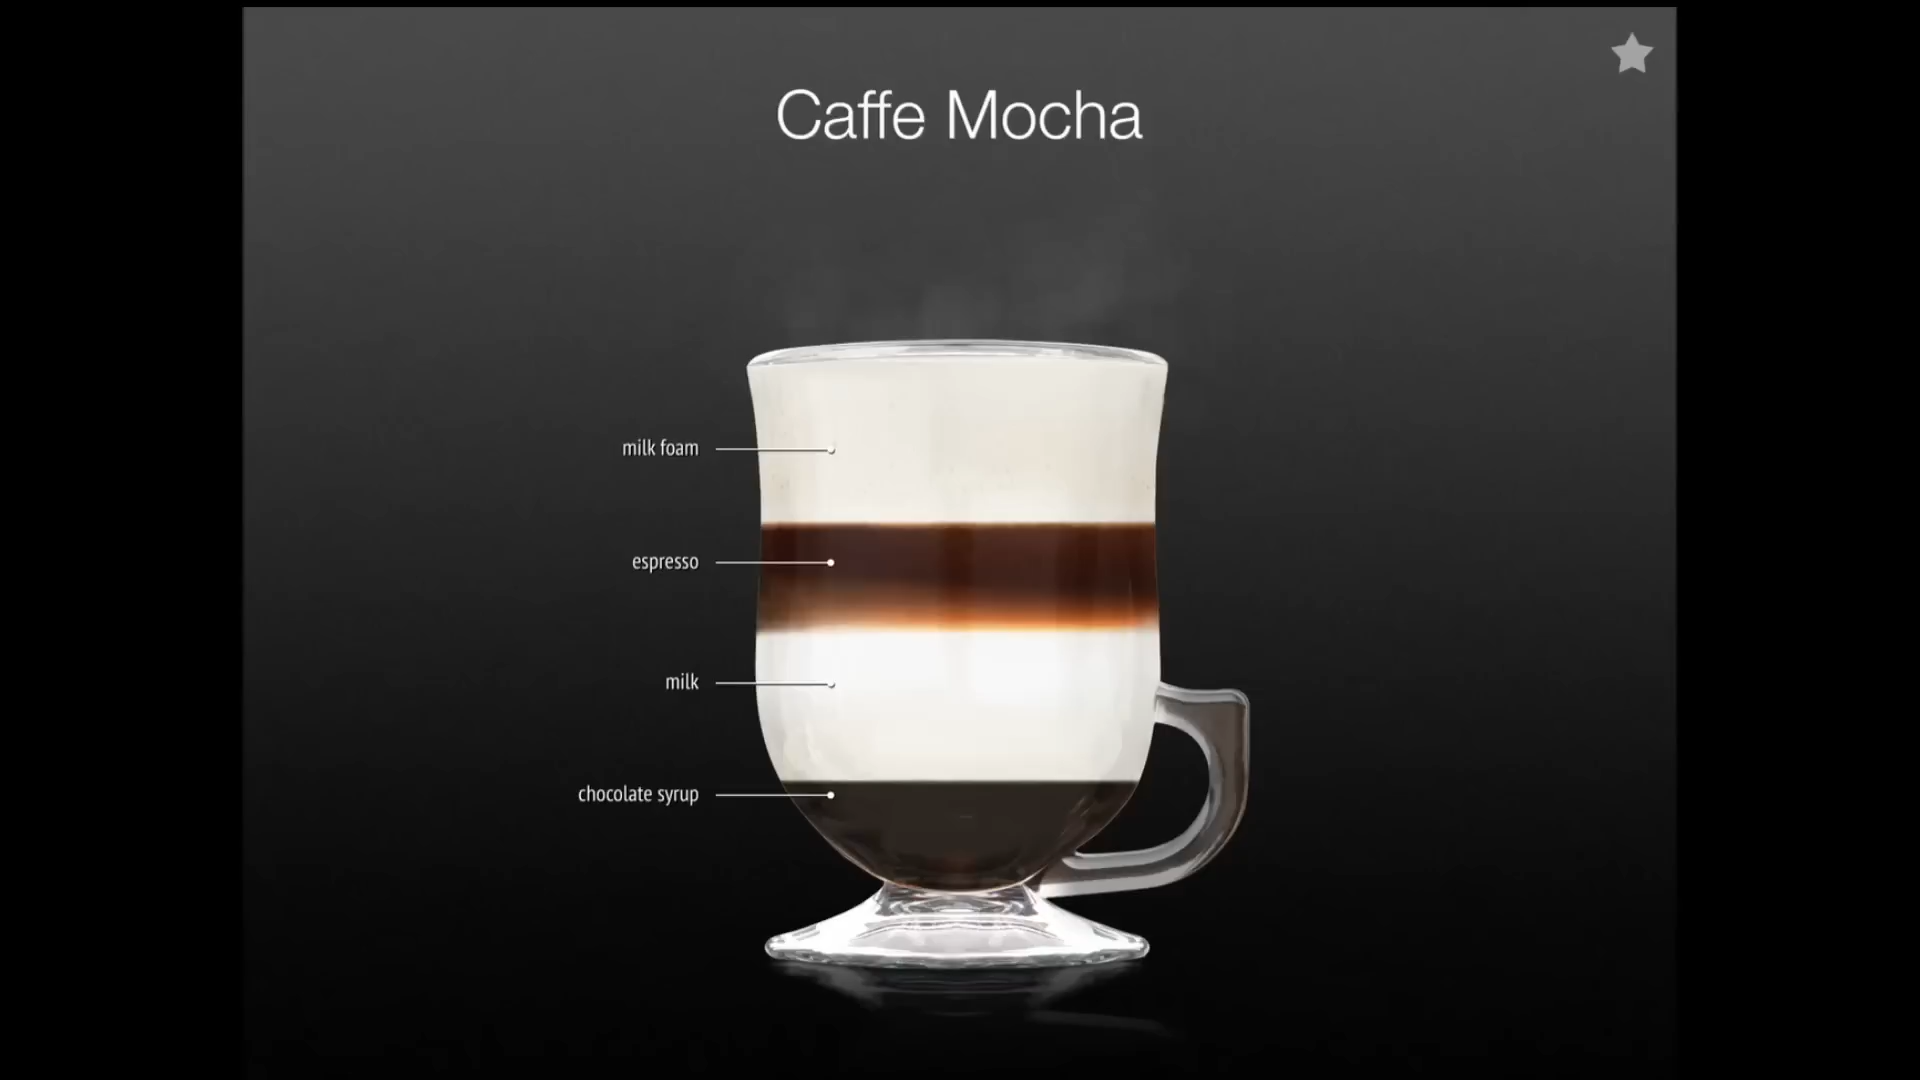 Caffe Mocha
milk foam
espresso
milk
chocolate syrup